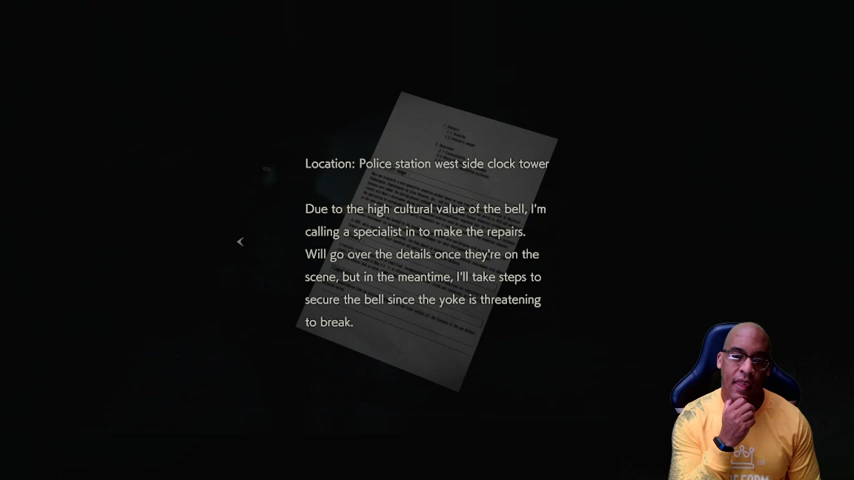 Location: Police station west side clock tower
Due to the high cultural value of the bell, I'm
calling a specialist in to make the repairs.
Will go over the details once they're on the
scene, but in the meantime, I'll take steps to
secure the bell since the yoke is threatening
to break.